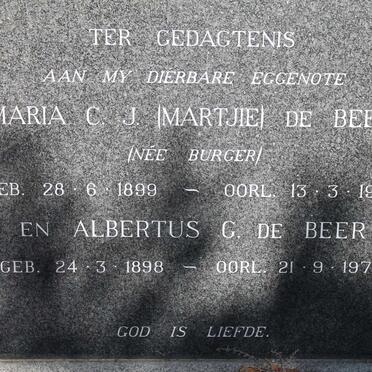 TER GEDAGTENIS
AAN MY DIERBARE EGGENOTE
MARIA C. J. (MARTJIE) DE BEE
(NÉE BURGER)
EB. 28·6·1899 ~ OORL. 13·3·19
EN ALBERTUS G. DE BEER
GEB. 24·3·1898 ~ OORL. 21·9·197
GOD IS LIEFDE.